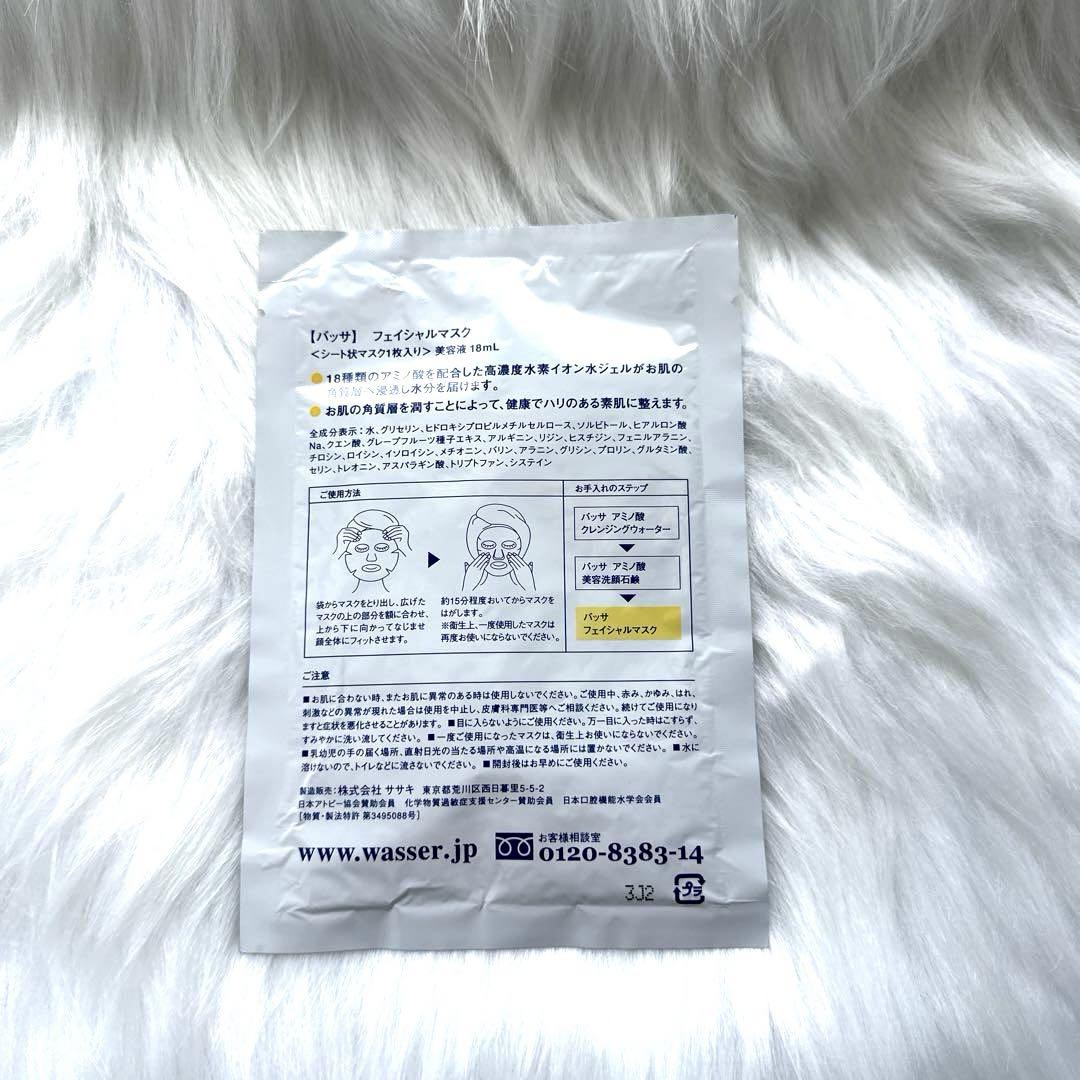 【バッサ】 フェイシャルマスク
＜シート状マスク1枚入り＞ 美容液 18mL
●18種類のアミノ酸を配合した高濃度水素イオン水ジェルがお肌の
角質層へ浸透し水分を届けます。
●お肌の角質層を潤すことによって、健康でハリのある素肌に整えます。
全成分表示：水、グリセリン、ヒドロキシプロピルメチルセルロース、ソルビトール、ヒアルロン酸
Na、クエン酸、グレープフルーツ種子エキス、アルギニン、リジン、ヒスチジン、フェニルアラニン、
チロシン、ロイシン、イソロイシン、メチオニン、バリン、アラニン、グリシン、プロリン、グルタミン酸、
セリン、トレオニン、アスパラギン酸、トリプトファン、システイン
ご使用方法
袋からマスクをとり出し、広げた
マスクの上の部分を額に合わせ、
上から下に向かってなじませ
顔全体にフィットさせます。
約15分程度おいてからマスクを
はがします。
※衛生上、一度使用したマスクは
再度お使いにならないでください。
お手入れのステップ
バッサ アミノ酸
クレンジングウォーター
バッサ アミノ酸
美容洗顔石鹸
バッサ
フェイシャルマスク
ご注意
■お肌に合わない時、またお肌に異常のある時は使用しないでください。ご使用中、赤み、かゆみ、はれ、
刺激などの異常が現れた場合は使用を中止し、皮膚科専門医等へご相談ください。続けてご使用になり
ますと症状を悪化させることがあります。 ■目に入らないようにご使用ください。万一目に入った時はこすらず、
すみやかに洗い流してください。 ■一度ご使用になったマスクは、衛生上お使いにならないでください。
■乳幼児の手の届く場所、直射日光の当たる場所や高温になる場所には置かないでください。 ■水に
溶けないので、トイレなどに流さないでください。 ■開封後はお早めにご使用ください。
製造販売：株式会社 ササキ 東京都荒川区西日暮里5-5-2
日本アトピー協会賛助会員 化学物質過敏症支援センター賛助会員 日本口腔機能水学会会員
［物質・製法特許 第3495088号］
www.wasser.jp
お客様相談室
0120-8383-14
3J2
プラ